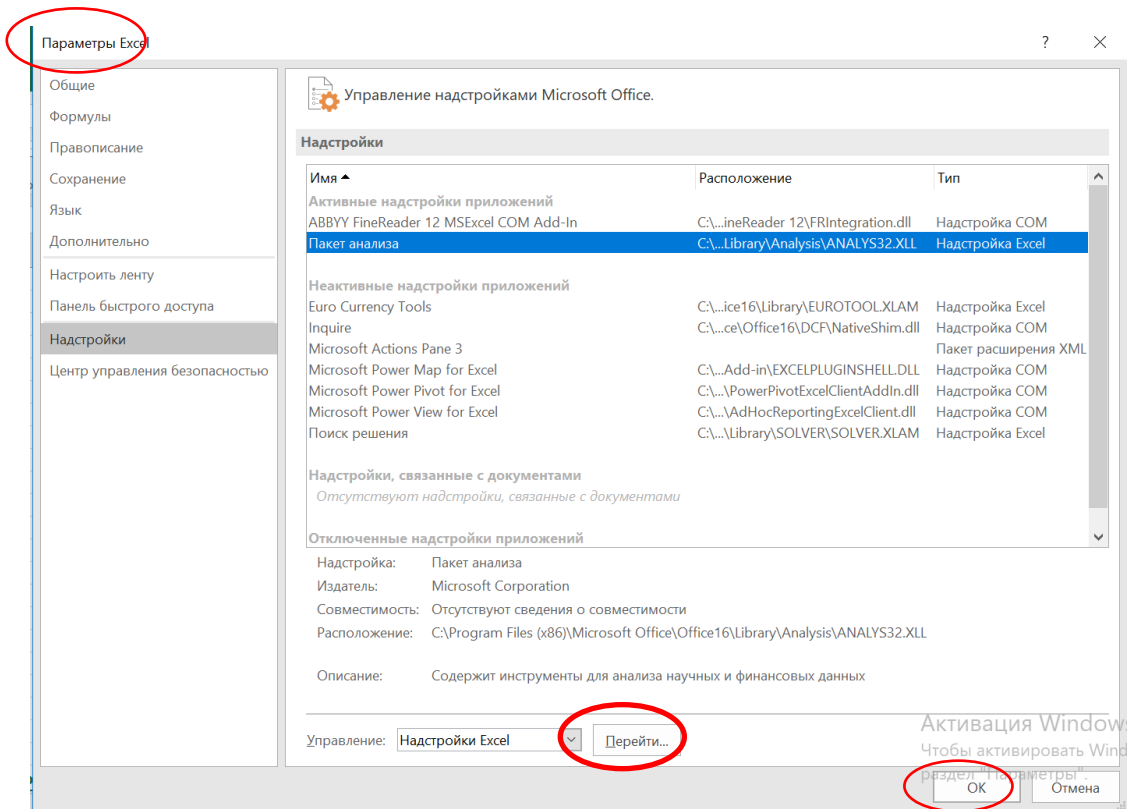 Параметры Excel
?
Общие
Формулы
Правописание
Сохранение
Язык
Дополнительно
Настроить ленту
Панель быстрого доступа
Надстройки
Центр управления безопасностью
Управление надстройками Microsoft Office.
Надстройки
Имя Расположение Тип
Активные надстройки приложений
ABBYY FineReader 12 MSExcel COM Add-In C:\...ineReader 12\FRIntegration.dll Надстройка COM
Пакет анализа C:\...Library\Analysis\ANALYS32.XLL Надстройка Excel
Неактивные надстройки приложений
Euro Currency Tools C:\...ice16\Library\EUROTOOL.XLAM Надстройка Excel
Inquire C:\...ce\Office16\DCF\NativeShim.dll Надстройка COM
Microsoft Actions Pane 3 Пакет расширения XML
Microsoft Power Map for Excel C:\...Add-in\EXCELPLUGINSHELL.DLL Надстройка COM
Microsoft Power Pivot for Excel C:\...\PowerPivotExcelClientAddIn.dll Надстройка COM
Microsoft Power View for Excel C:\...\AdHocReportingExcelClient.dll Надстройка COM
Поиск решения C:\...\Library\SOLVER\SOLVER.XLAM Надстройка Excel
Надстройки, связанные с документами
Отсутствуют надстройки, связанные с документами
Отключенные надстройки приложений
Надстройка: Пакет анализа
Издатель: Microsoft Corporation
Совместимость: Отсутствуют сведения о совместимости
Расположение: C:\Program Files (x86)\Microsoft Office\Office16\Library\Analysis\ANALYS32.XLL
Описание: Содержит инструменты для анализа научных и финансовых данных
Управление: Надстройки Excel Перейти...
Активация Windows
Чтобы активировать Wind
раздел "Параметры".
ОК Отмена